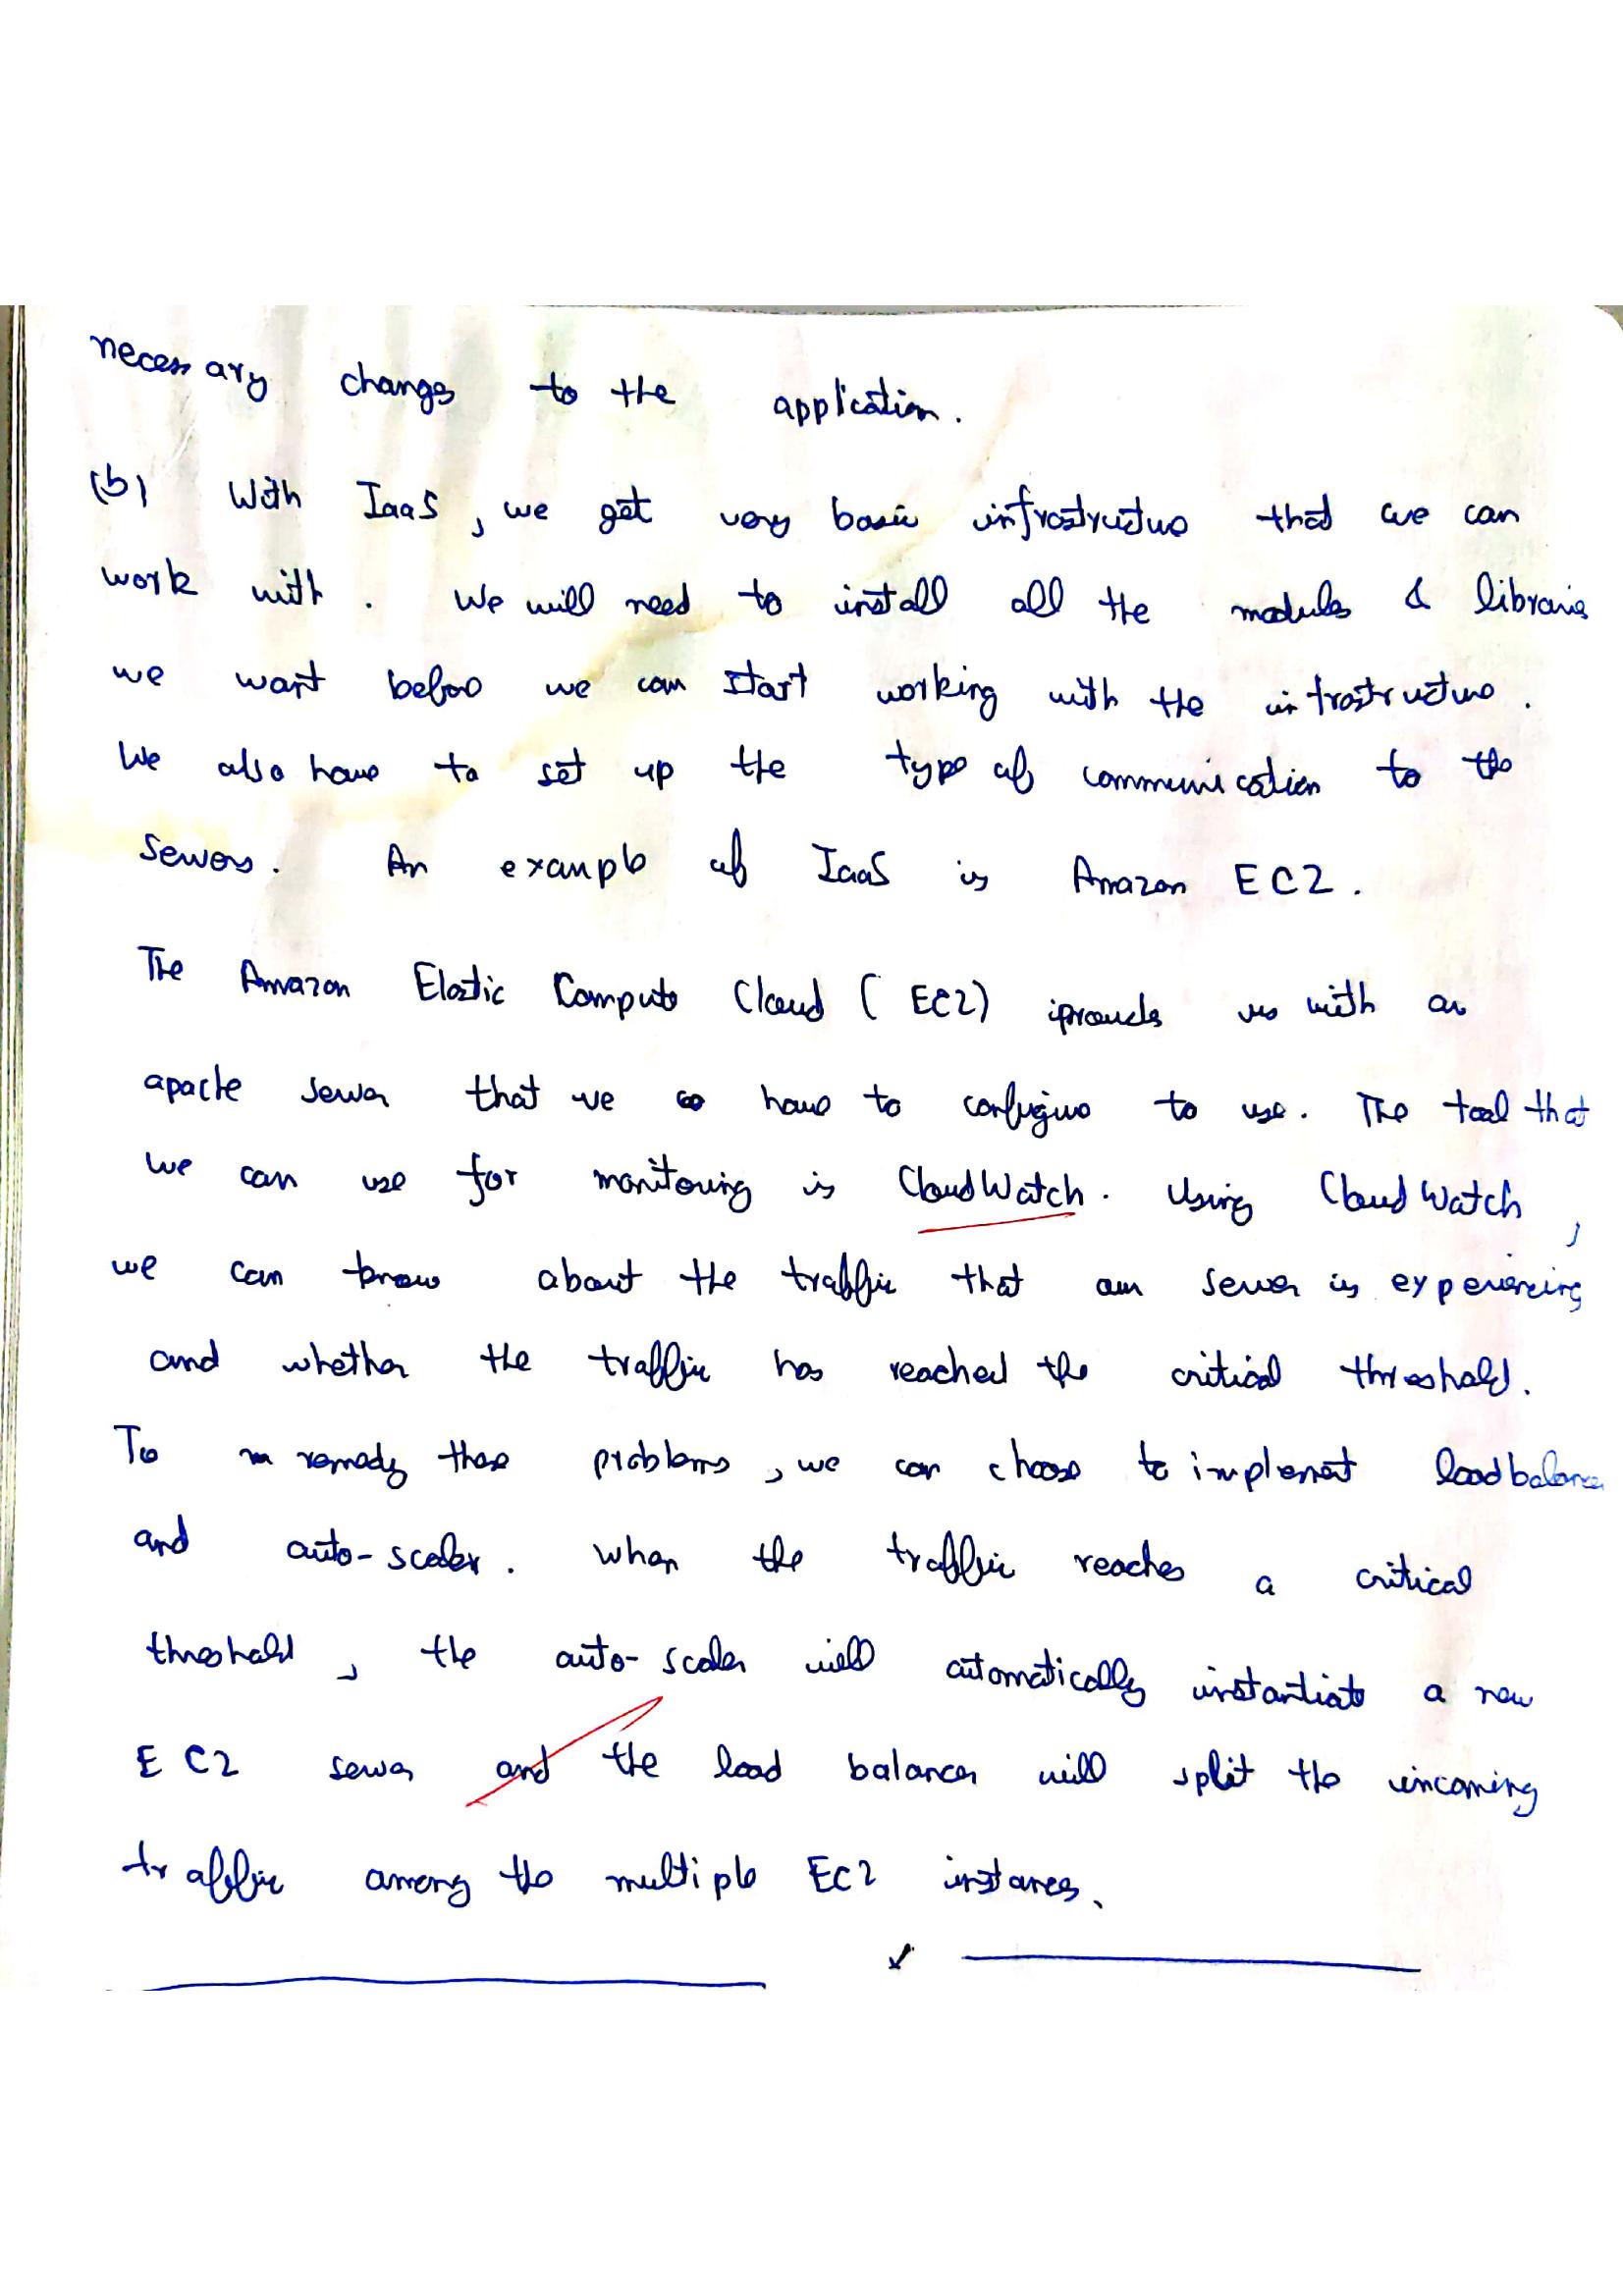 necessary changes to the application.
(b) With IaaS, we get very basic infrastructure that we can
work with. We will need to install all the modules & libraries
we want before we can start working with the infrastructure.
We also have to set up the type of communication to the
servers. An example of IaaS is Amazon EC2.
The Amazon Elastic Compute Cloud (EC2) provides us with an
apache server that we have to configure to use. The tool that
we can use for monitoring is CloudWatch. Using CloudWatch,
we can know about the traffic that our server is experiencing
and whether the traffic has reached the critical threshold.
To remedy these problems, we can choose to implement load balancer
and auto-scaler. When the traffic reaches a critical
threshold, the auto-scaler will automatically instantiate a new
EC2 server and the load balancer will split the incoming
traffic among the multiple EC2 instances.